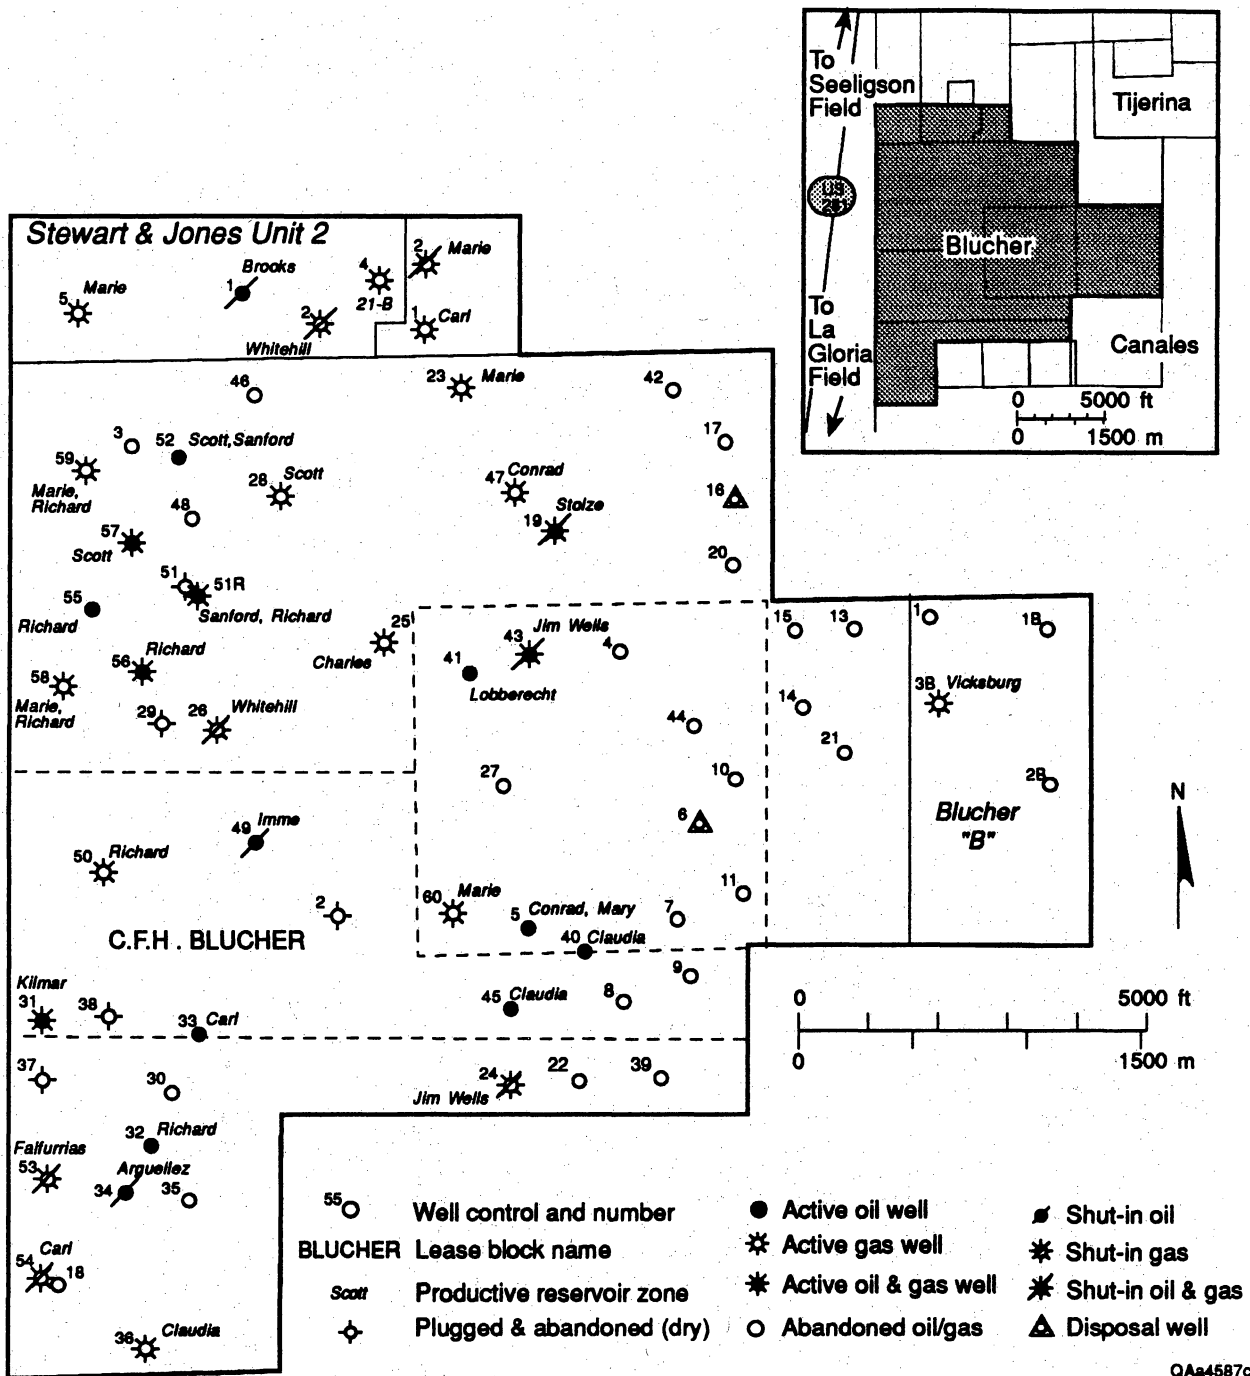 To
Seeligson
Field
Tijerina
US
281
Blucher
To
La
Gloria
Field
Canales
0 5000 ft
0 1500 m
Stewart & Jones Unit 2
2 Marie
Brooks
4
1
Marie
5
21-B
2
1 Carl
Whitehill
46
23 Marie
42
3
52 Scott, Sanford
17
59
28 Scott
47 Conrad
16
Marie,
Richard
48
19 Stolze
57
Scott
20
51
51R
55
Sanford, Richard
Richard
25
Charles
43 Jim Wells
4
15
13
1
1B
56 Richard
41
Lobberecht
58
Marie,
Richard
29
26 Whitehill
3B Vicksburg
14
44
21
27
10
2B
6
Blucher
"B"
N
49 Imme
50 Richard
11
2
60 Marie
5 Conrad, Mary
7
C.F.H. BLUCHER
40 Claudia
9
Kilmar
31
38
45 Claudia
8
33 Carl
0 5000 ft
0 1500 m
37
30
24
Jim Wells
22
39
32 Richard
Falfurrias
53
Arguellez
34
35
Carl
54
18
36 Claudia
55 Well control and number
BLUCHER Lease block name
Scott Productive reservoir zone
Plugged & abandoned (dry)
Active oil well
Active gas well
Active oil & gas well
Abandoned oil/gas
Shut-in oil
Shut-in gas
Shut-in oil & gas
Disposal well
QAa4587c